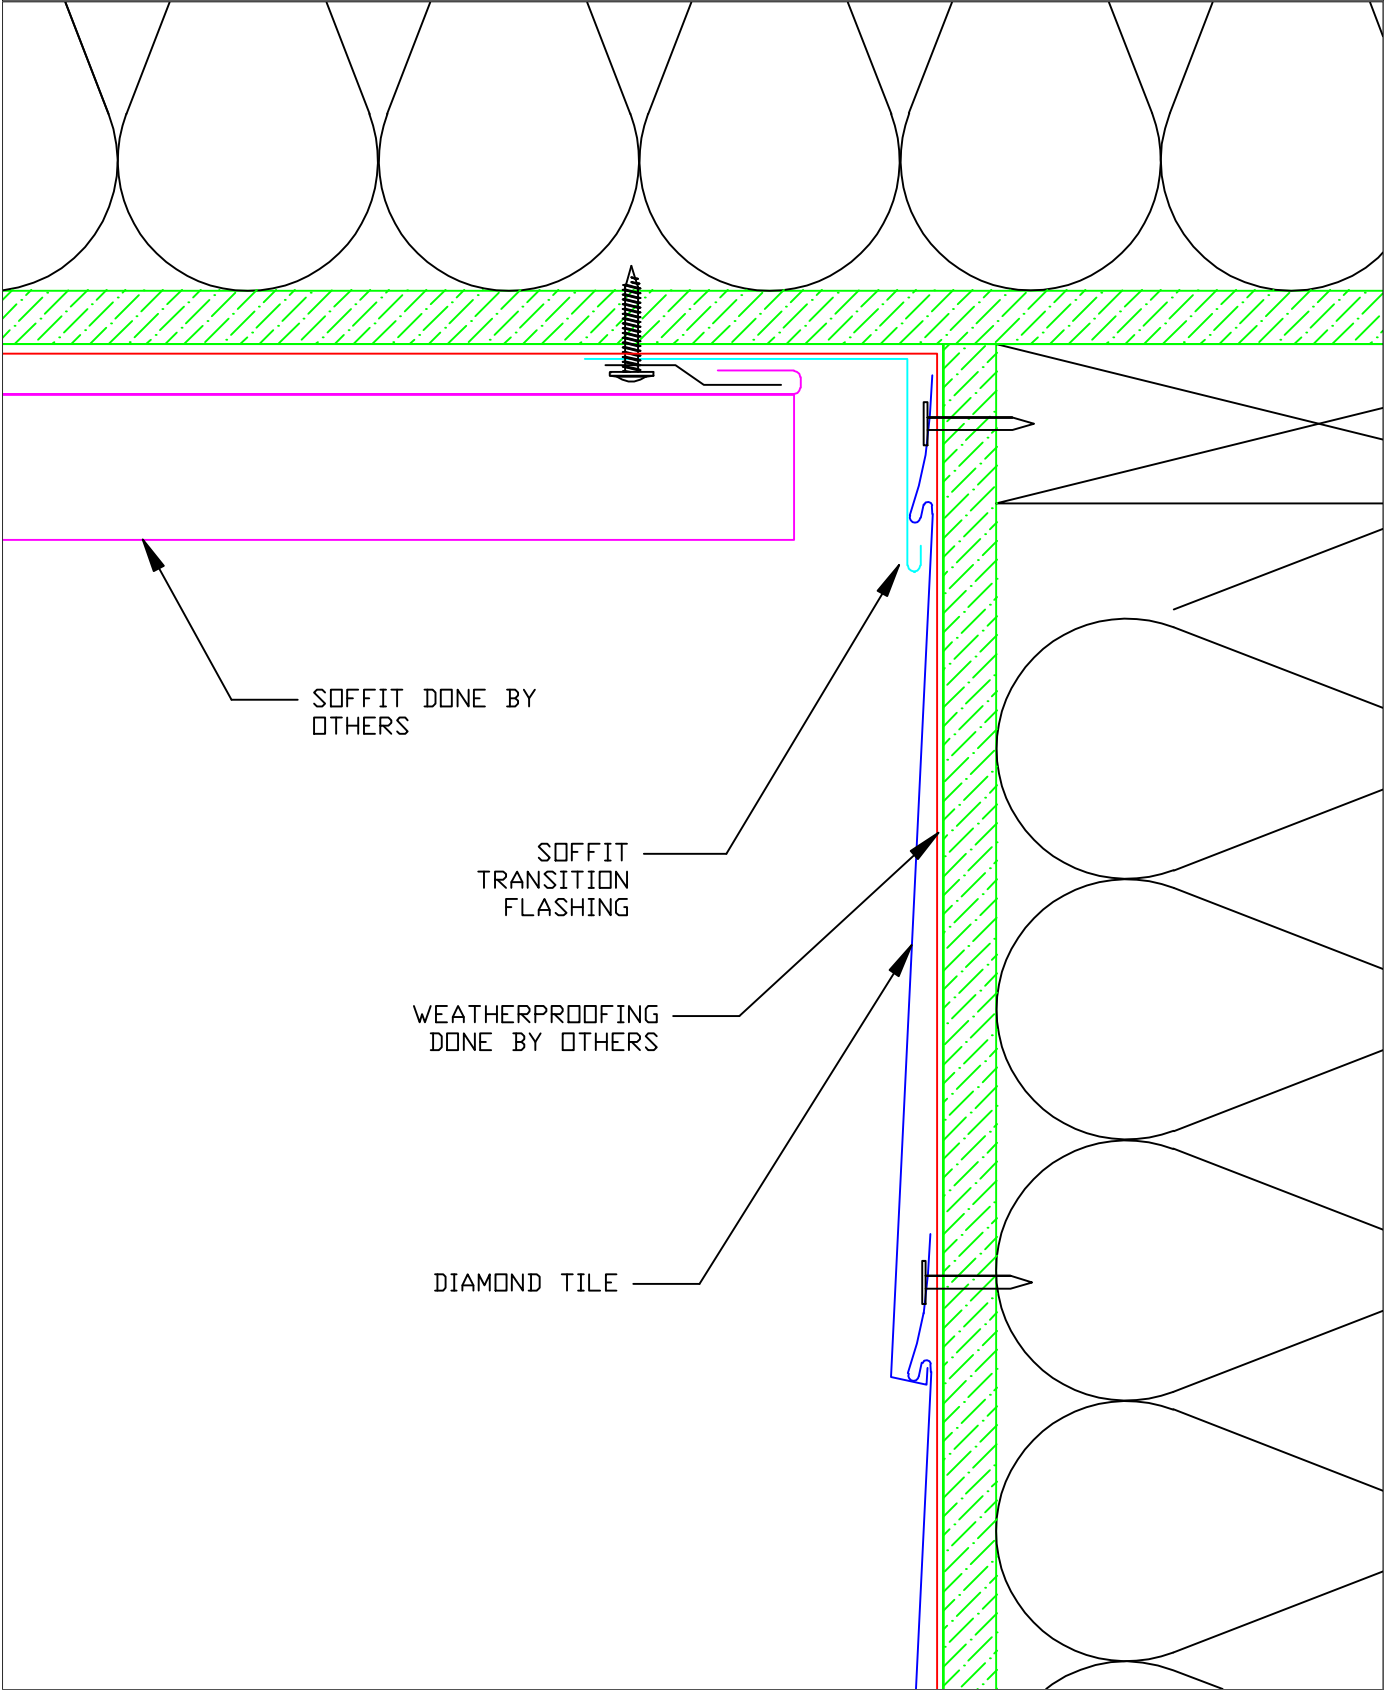 SOFFIT DONE BY
OTHERS
SOFFIT
TRANSITION
FLASHING
WEATHERPROOFING
DONE BY OTHERS
DIAMOND TILE